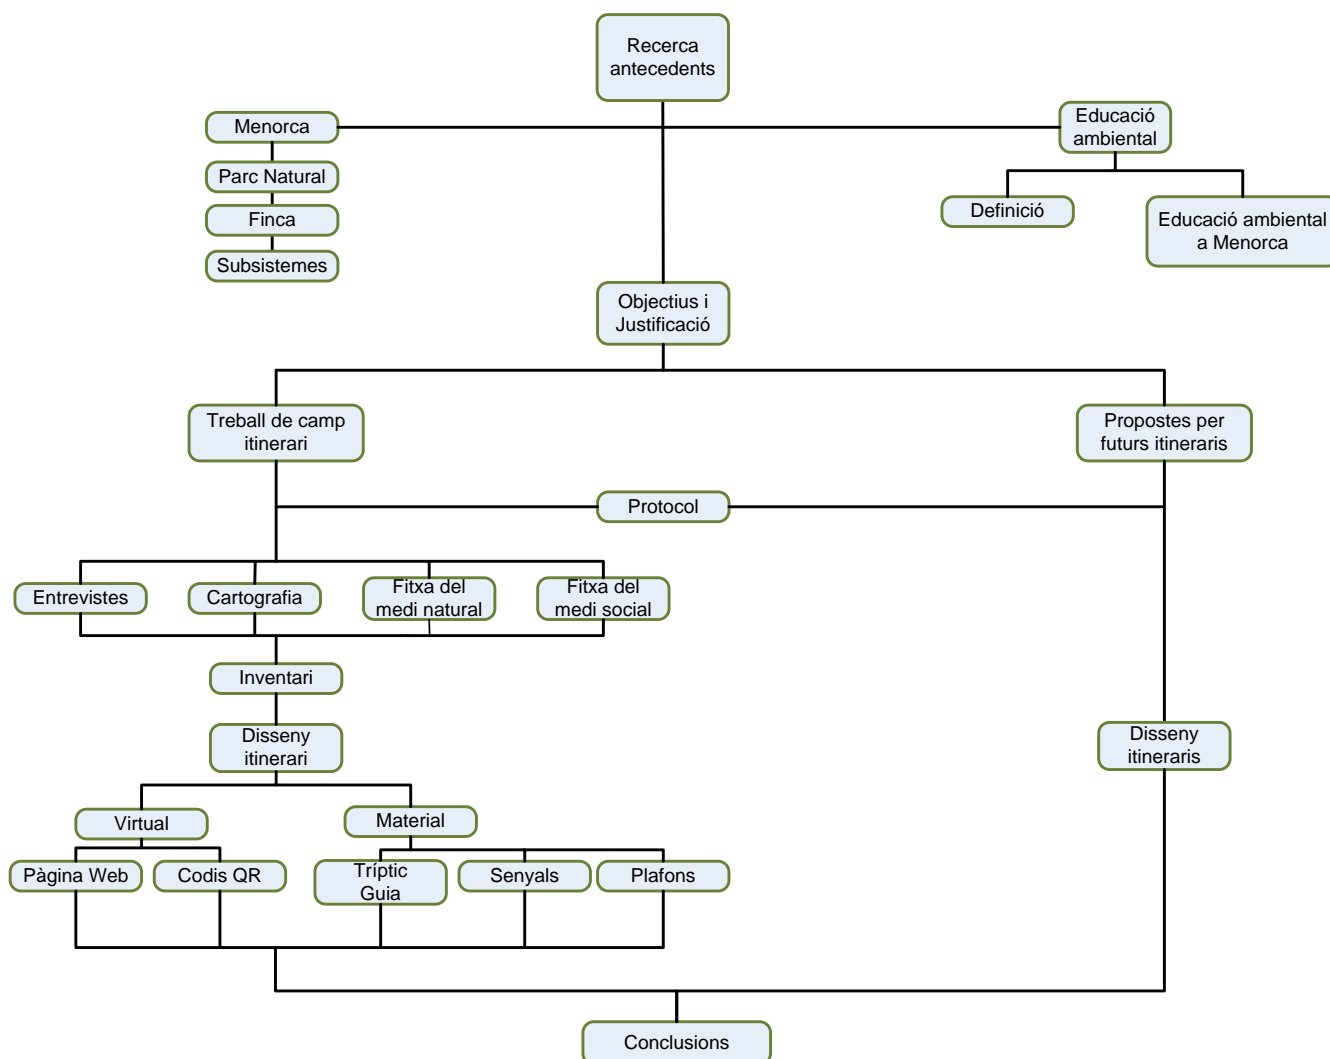 Recerca
antecedents
Menorca
Educació
ambiental
Parc Natural
Definició
Educació ambiental
a Menorca
Finca
Subsistemes
Objectius i
Justificació
Treball de camp
itinerari
Propostes per
futurs itineraris
Protocol
Entrevistes
Cartografia
Fitxa del
medi natural
Fitxa del
medi social
Inventari
Disseny
itinerari
Disseny
itineraris
Virtual
Material
Pàgina Web
Codis QR
Tríptic
Guia
Senyals
Plafons
Conclusions